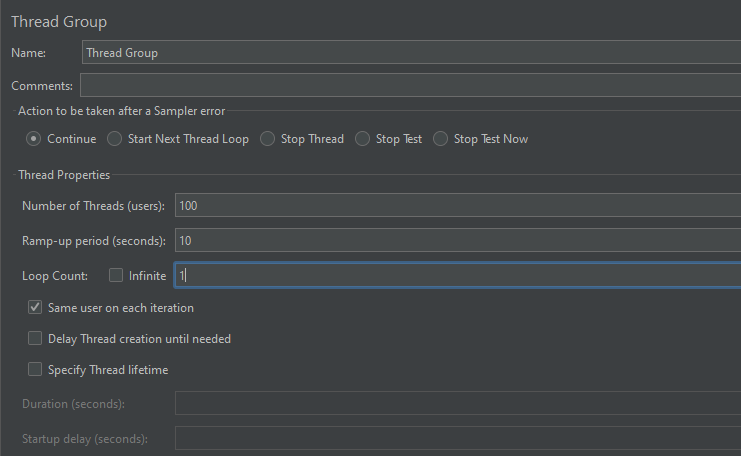 Thread Group
Name: Thread Group
Comments:
Action to be taken after a Sampler error
Continue Start Next Thread Loop Stop Thread Stop Test Stop Test Now
Thread Properties
Number of Threads (users): 100
Ramp-up period (seconds): 10
Loop Count: Infinite 1
Same user on each iteration
Delay Thread creation until needed
Specify Thread lifetime
Duration (seconds):
Startup delay (seconds):